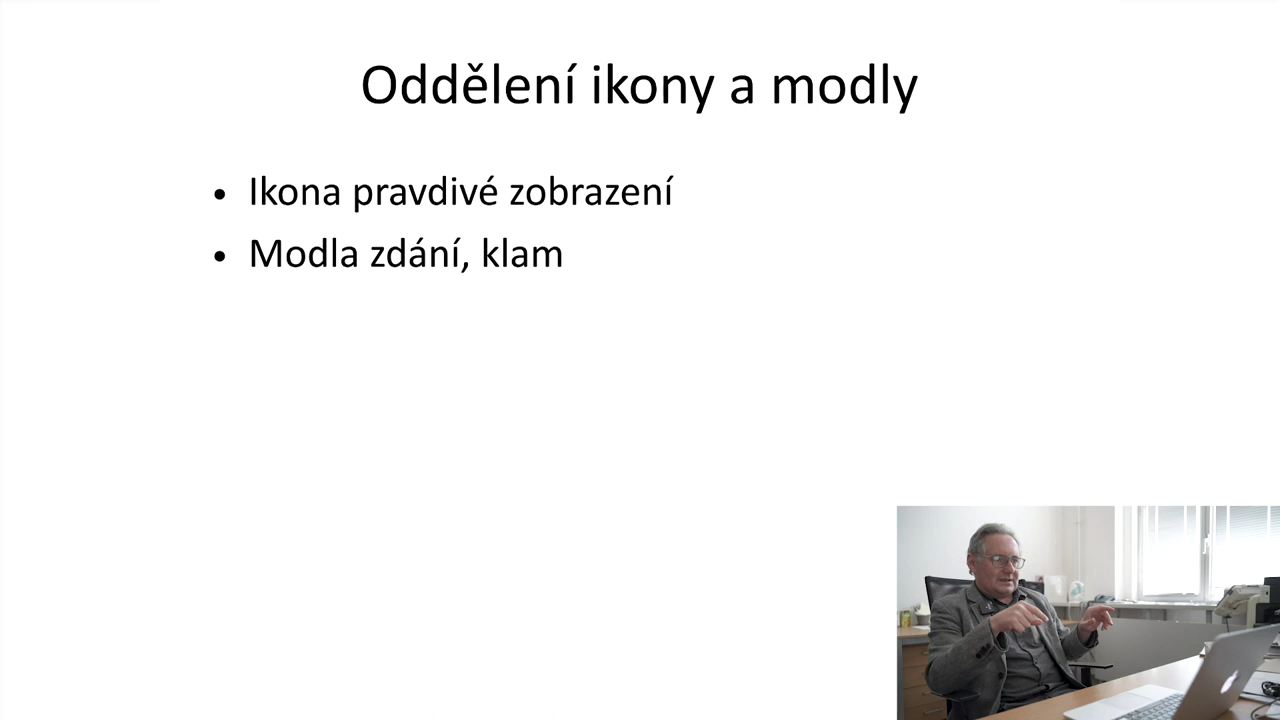 Oddělení ikony a modly
• Ikona pravdivé zobrazení
• Modla zdání, klam